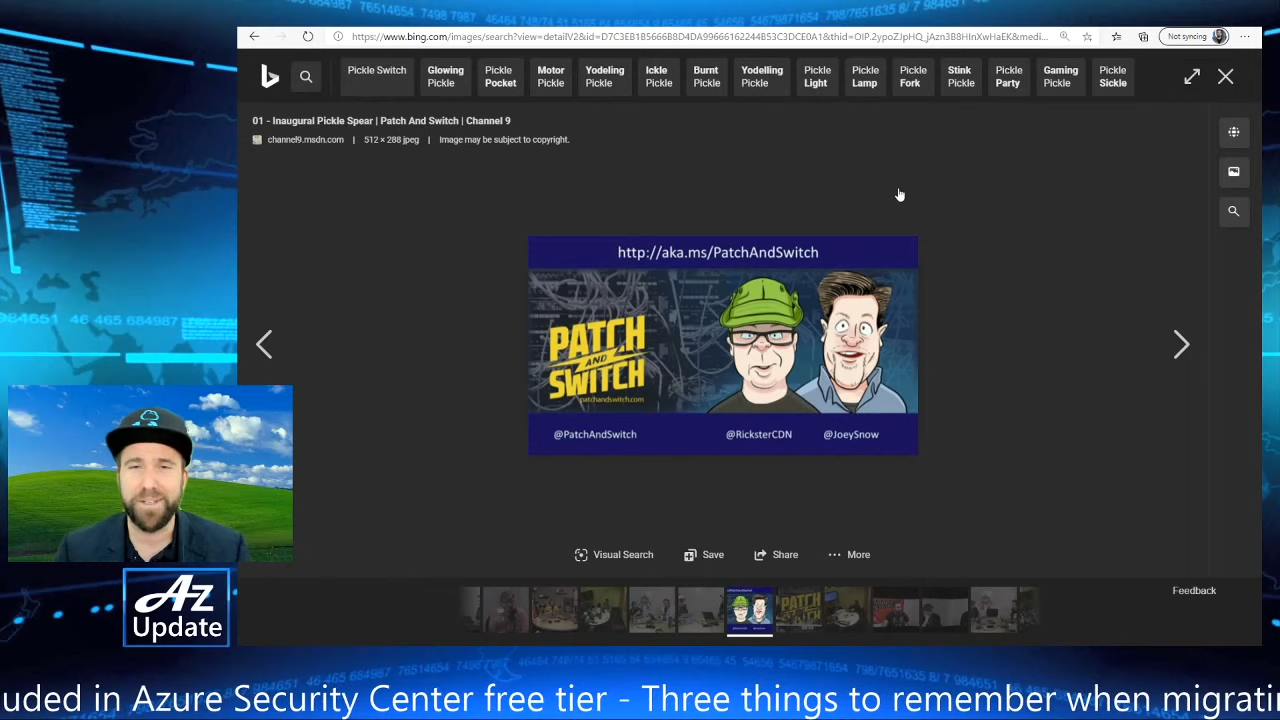 https://www.bing.com/images/search?view=detailV2&id=D7C3EB1B5666B8D4DA99666162244B53C3DCE0A1&thid=OIP.2ypoZJpHQ_jAzn3B8HInXwHaEK&medi...
Not syncing
Pickle Switch
Glowing Pickle
Pickle Pocket
Motor Pickle
Yodeling Pickle
Ickle Pickle
Burnt Pickle
Yodelling Pickle
Pickle Light
Pickle Lamp
Pickle Fork
Stink Pickle
Pickle Party
Gaming Pickle
Pickle Sickle
01 - Inaugural Pickle Spear | Patch And Switch | Channel 9
channel9.msdn.com | 512 × 288 jpeg | Image may be subject to copyright.
http://aka.ms/PatchAndSwitch
PATCH
AND
SWITCH
patchandswitch.com
@PatchAndSwitch @RicksterCDN @JoeySnow
Visual Search Save Share ... More
Feedback
Az
Update
uded in Azure Security Center free tier - Three things to remember when migrati